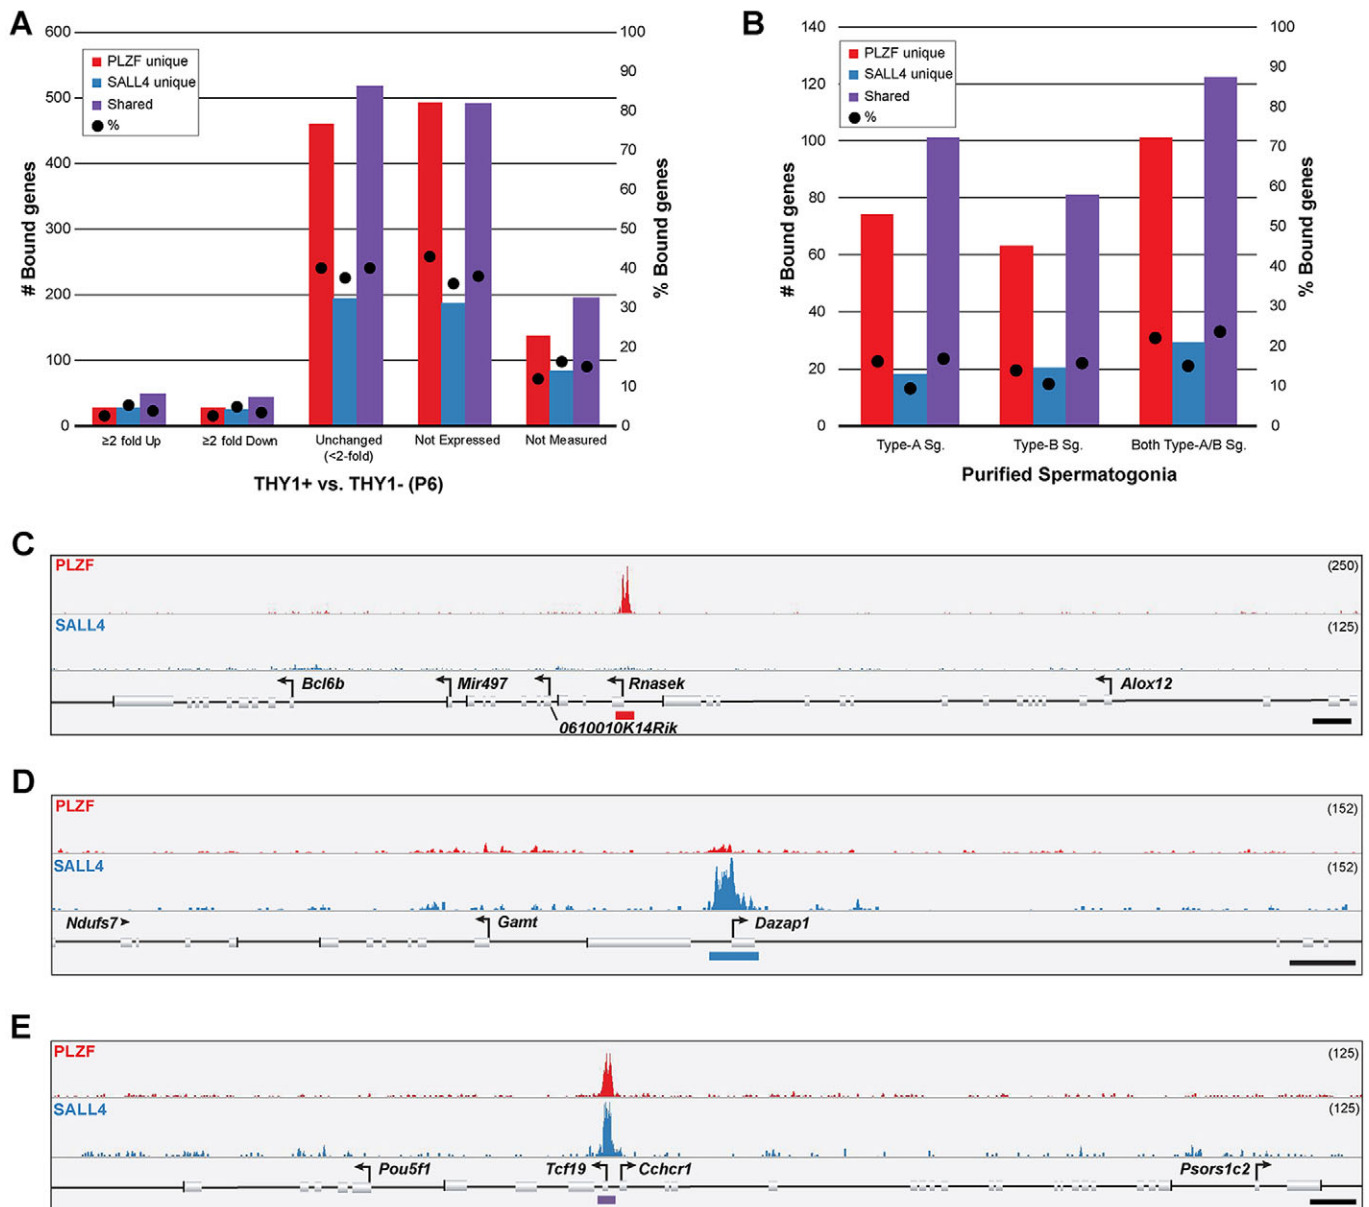 A
600
500
400
300
200
100
0
# Bound genes
PLZF unique
SALL4 unique
Shared
%
100
90
80
70
60
50
40
30
20
10
0
% Bound genes
≥2 fold Up
≥2 fold Down
Unchanged
(<2-fold)
Not Expressed
Not Measured
THY1+ vs. THY1- (P6)
B
140
120
100
80
60
40
20
0
# Bound genes
PLZF unique
SALL4 unique
Shared
%
100
90
80
70
60
50
40
30
20
10
0
% Bound genes
Type-A Sg.
Type-B Sg.
Both Type-A/B Sg.
Purified Spermatogonia
C
PLZF
(250)
SALL4
(125)
Bcl6b
Mir497
Rnasek
Alox12
0610010K14Rik
D
PLZF
(152)
SALL4
(152)
Ndufs7
Gamt
Dazap1
E
PLZF
(125)
SALL4
(125)
Pou5f1
Tcf19
Cchcr1
Psors1c2